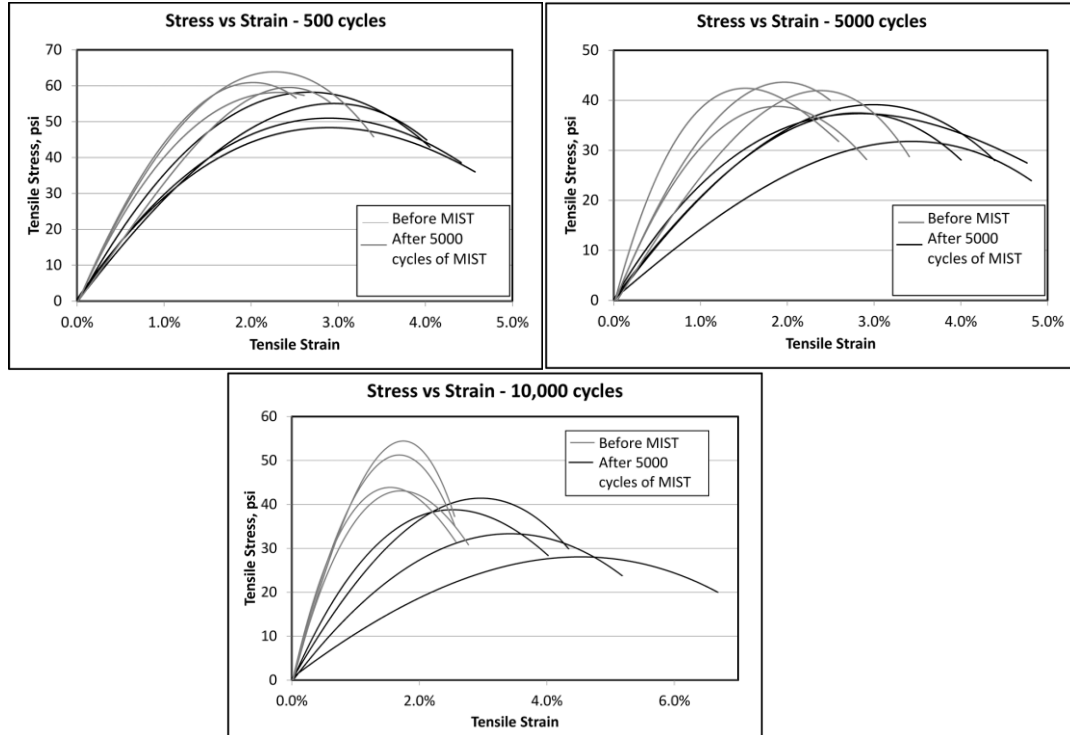 Stress vs Strain - 500 cycles
70
60
50
40
30
20
10
0
Tensile Stress, psi
Before MIST
After 5000
cycles of MIST
0.0% 1.0% 2.0% 3.0% 4.0% 5.0%
Tensile Strain
Stress vs Strain - 5000 cycles
50
40
30
20
10
0
Tensile Stress, psi
Before MIST
After 5000
cycles of MIST
0.0% 1.0% 2.0% 3.0% 4.0% 5.0%
Tensile Strain
Stress vs Strain - 10,000 cycles
60
50
40
30
20
10
0
Tensile Stress, psi
Before MIST
After 5000
cycles of MIST
0.0% 2.0% 4.0% 6.0%
Tensile Strain